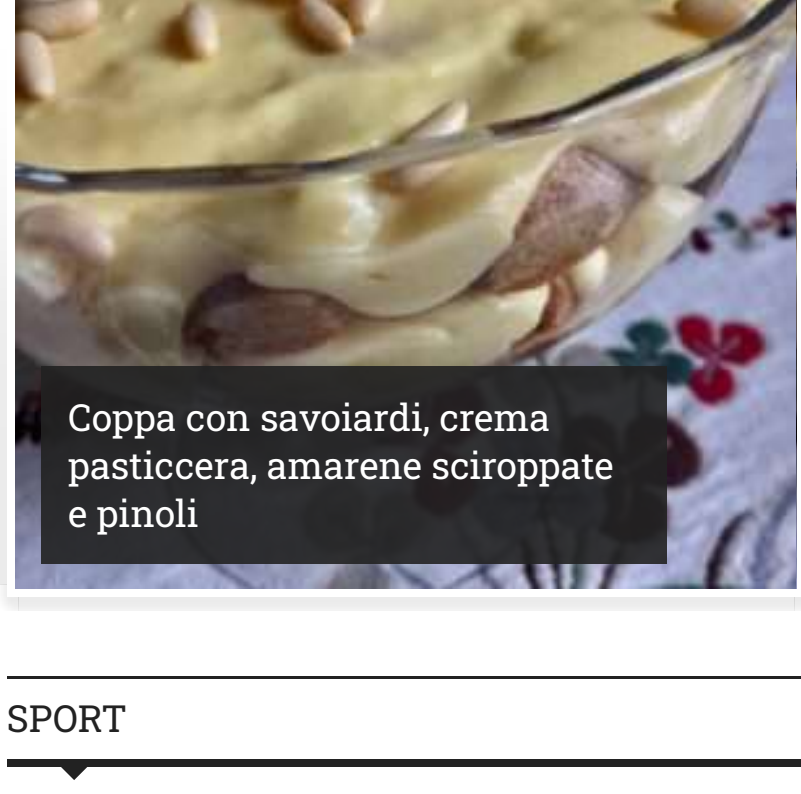 Coppa con savoiardi, crema
pasticcera, amarene sciroppate
e pinoli
SPORT